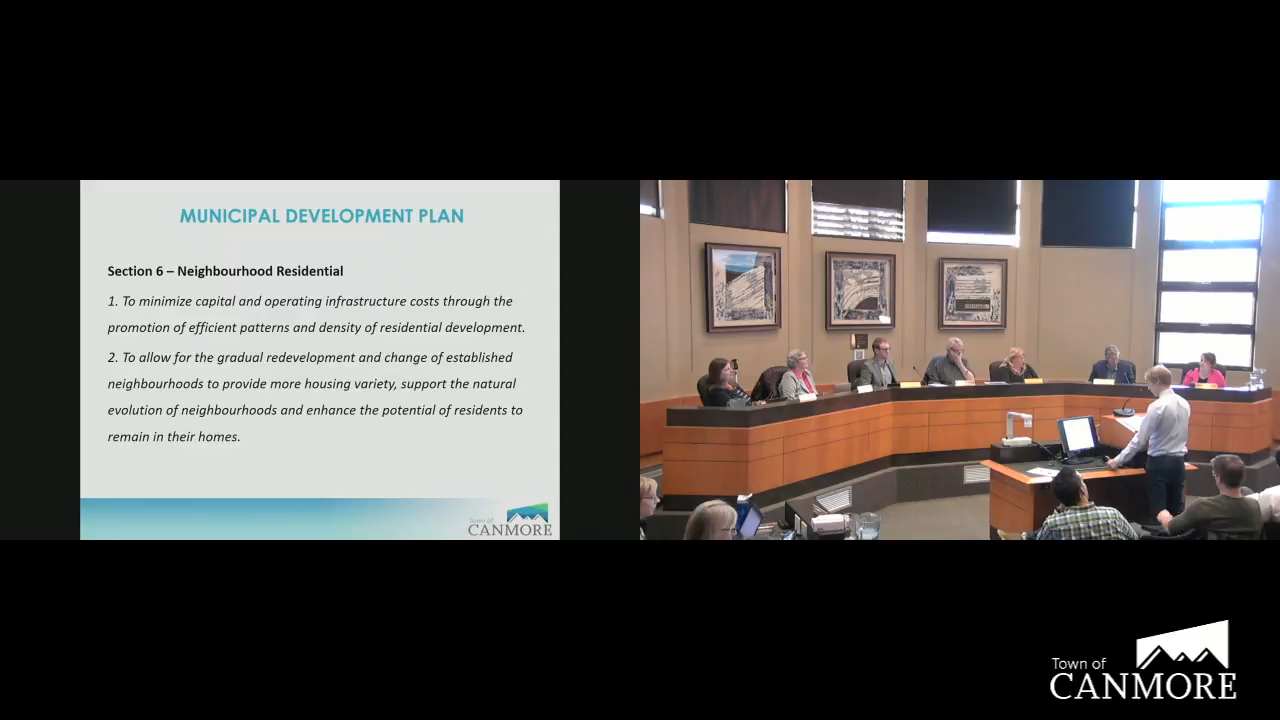 MUNICIPAL DEVELOPMENT PLAN
Section 6 – Neighbourhood Residential
1. To minimize capital and operating infrastructure costs through the
promotion of efficient patterns and density of residential development.
2. To allow for the gradual redevelopment and change of established
neighbourhoods to provide more housing variety, support the natural
evolution of neighbourhoods and enhance the potential of residents to
remain in their homes.
Town of
CANMORE
Town of
CANMORE